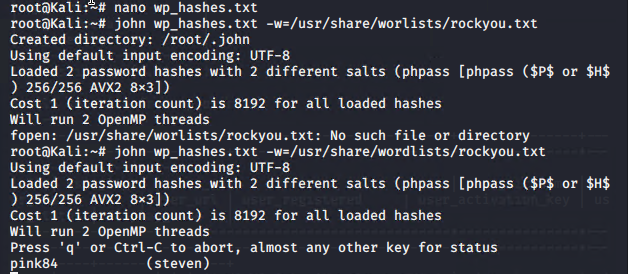 root@Kali:~# nano wp_hashes.txt
root@Kali:~# john wp_hashes.txt -w=/usr/share/worlists/rockyou.txt
Created directory: /root/.john
Using default input encoding: UTF-8
Loaded 2 password hashes with 2 different salts (phpass [phpass ($P$ or $H$
) 256/256 AVX2 8×3])
Cost 1 (iteration count) is 8192 for all loaded hashes
Will run 2 OpenMP threads
fopen: /usr/share/worlists/rockyou.txt: No such file or directory
root@Kali:~# john wp_hashes.txt -w=/usr/share/wordlists/rockyou.txt
Using default input encoding: UTF-8
Loaded 2 password hashes with 2 different salts (phpass [phpass ($P$ or $H$
) 256/256 AVX2 8×3])
Cost 1 (iteration count) is 8192 for all loaded hashes
Will run 2 OpenMP threads
Press 'q' or Ctrl-C to abort, almost any other key for status
pink84 (steven)